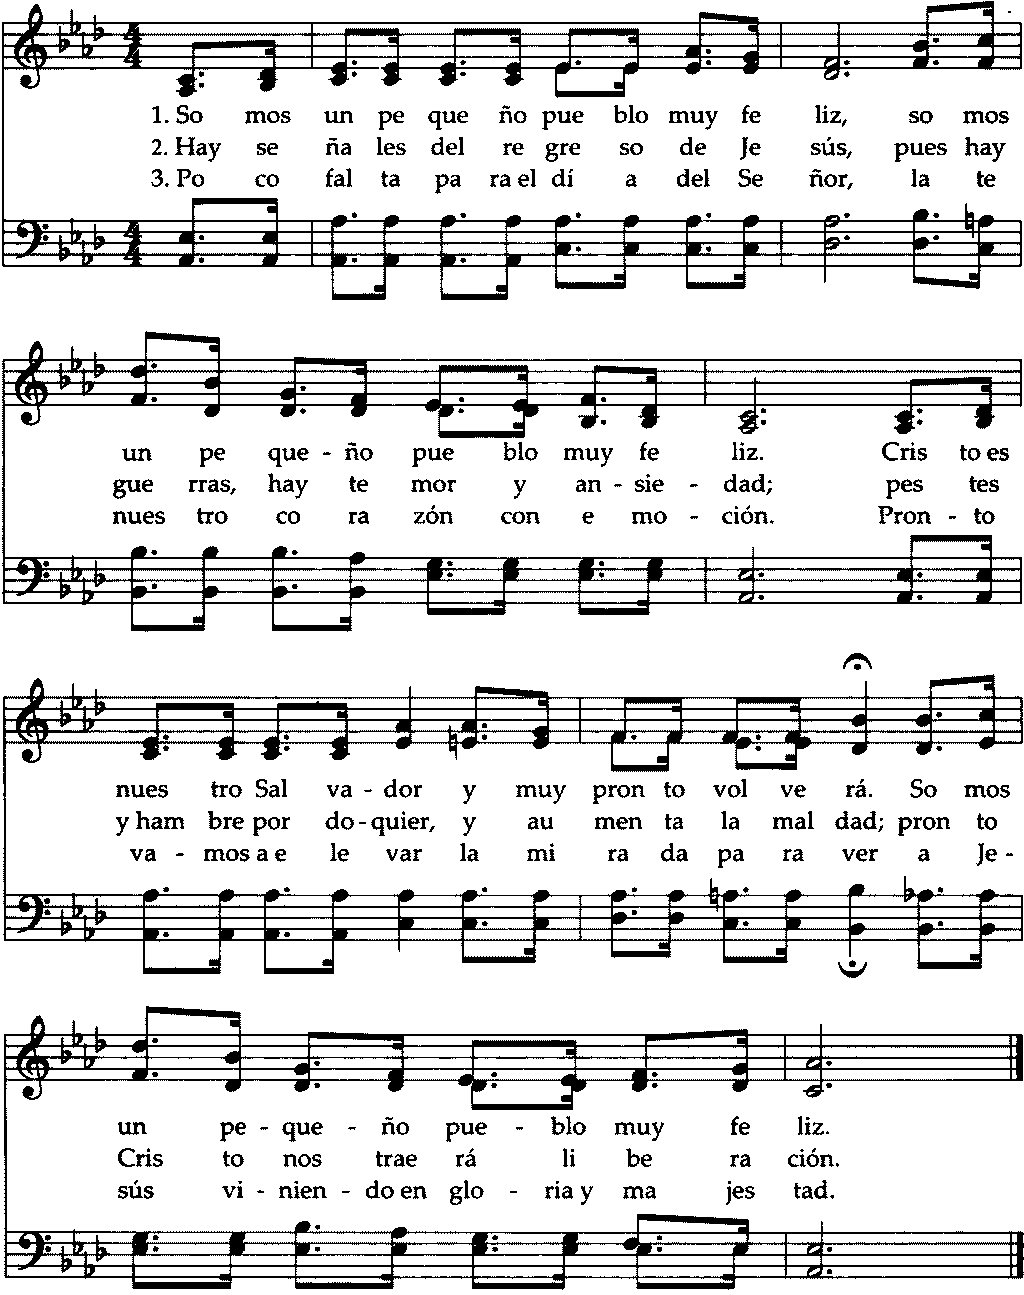 1. So mos un pe que ño pue blo muy fe liz, so mos
2. Hay se ña les del re gre so de Je sús, pues hay
3. Po co fal ta pa ra el dí a del Se ñor, la te
un pe que - ño pue blo muy fe liz. Cris to es
gue rras, hay te mor y an - sie - dad; pes tes
nues tro co ra zón con e mo - ción. Pron - to
nues tro Sal va - dor y muy pron to vol ve rá. So mos
y ham bre por do - quier, y au men ta la mal dad; pron to
va - mos a e le var la mi ra da pa ra ver a Je -
un pe - que - ño pue - blo muy fe liz.
Cris to nos trae rá li be ra ción.
sús vi - nien - do en glo - ria y ma jes tad.